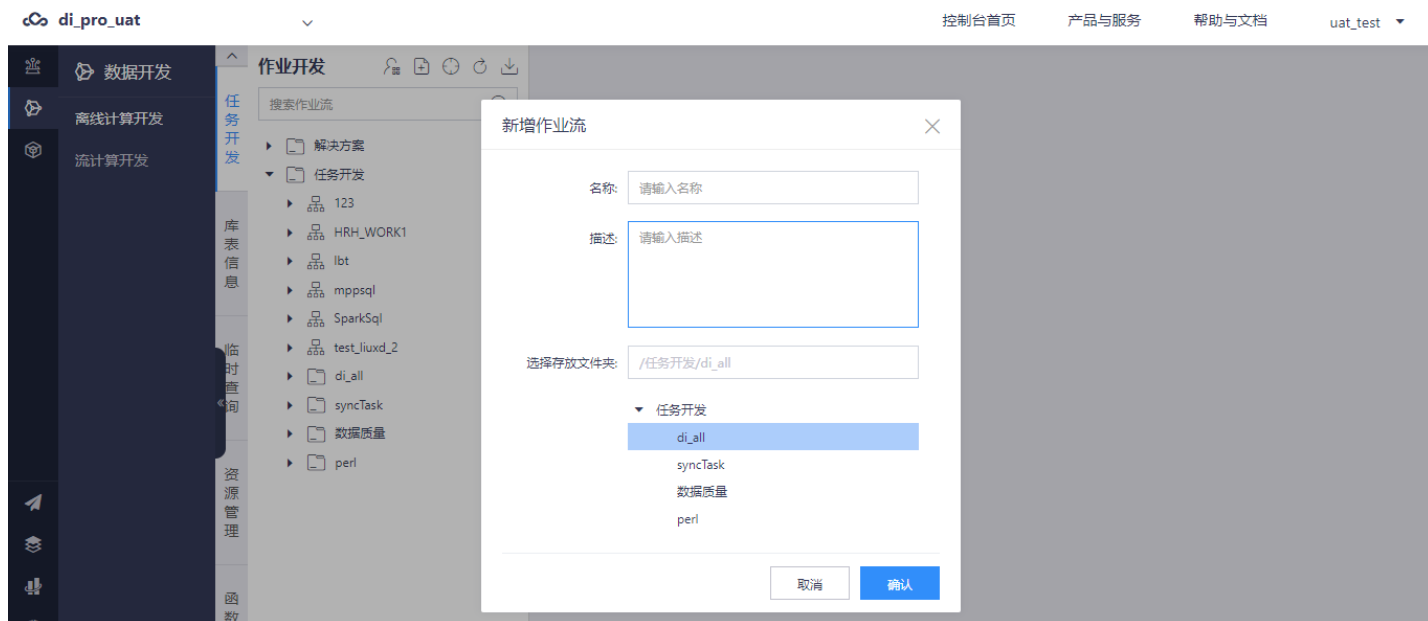 di_pro_uat
控制台首页 产品与服务 帮助与文档 uat_test
数据开发
离线计算开发
流计算开发
任务开发
库表信息
临时查询
资源管理
函数
作业开发
搜索作业流
解决方案
任务开发
123
HRH_WORK1
lbt
mppsql
SparkSql
test_liuxd_2
di_all
syncTask
数据质量
perl
新增作业流
名称: 请输入名称
描述: 请输入描述
选择存放文件夹: /任务开发/di_all
任务开发
di_all
syncTask
数据质量
perl
取消 确认